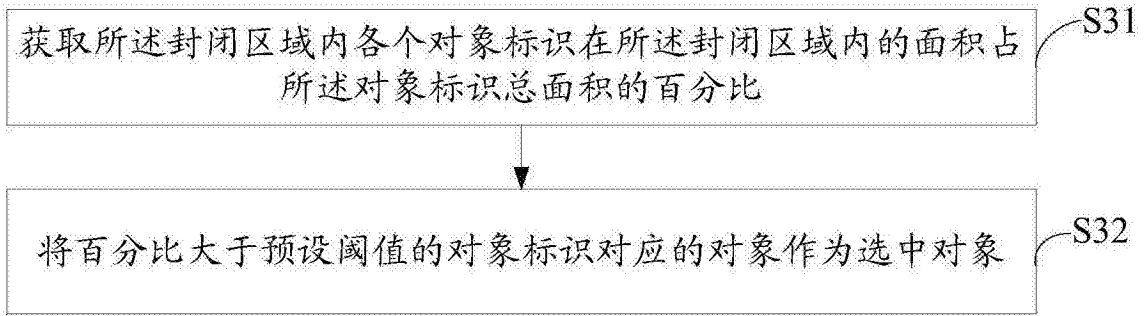 获取所述封闭区域内各个对象标识在所述封闭区域内的面积占
所述对象标识总面积的百分比
S31
将百分比大于预设阈值的对象标识对应的对象作为选中对象
S32